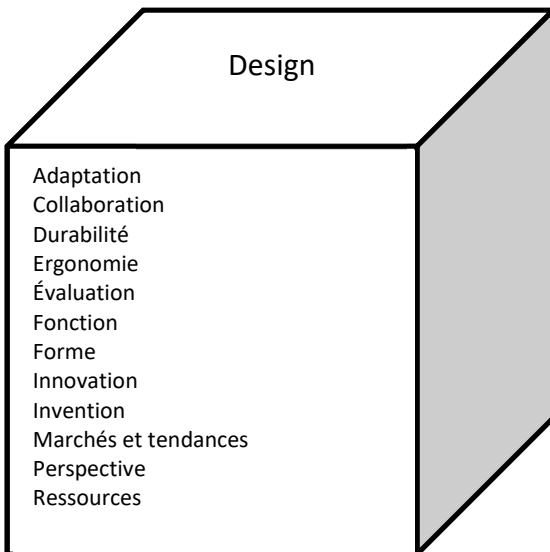 Design
Adaptation
Collaboration
Durabilité
Ergonomie
Évaluation
Fonction
Forme
Innovation
Invention
Marchés et tendances
Perspective
Ressources